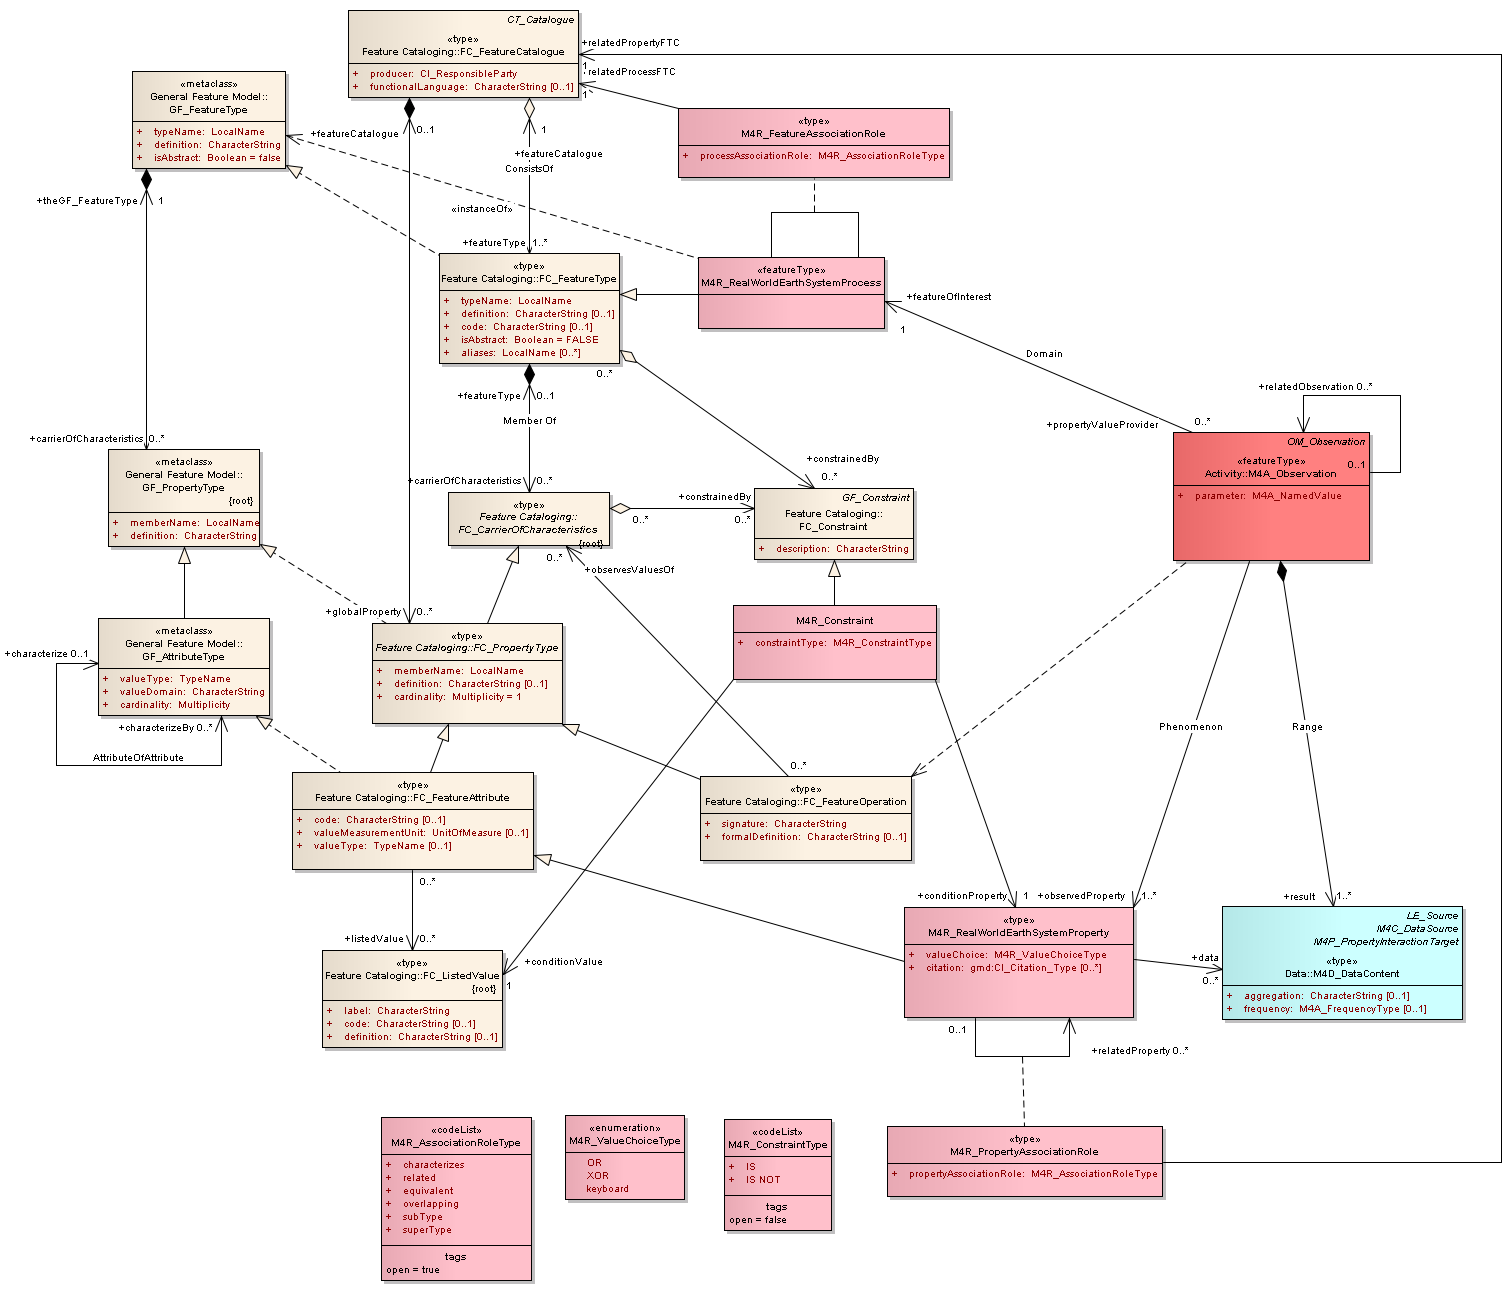 CT_Catalogue
«type»
Feature Cataloging::FC_FeatureCatalogue
+ producer: CI_ResponsibleParty
+ functionalLanguage: CharacterString [0..1]
+relatedPropertyFTC
1
+relatedProcessFTC
1
«metaclass»
General Feature Model::
GF_FeatureType
+ typeName: LocalName
+ definition: CharacterString
+ isAbstract: Boolean = false
+featureCatalogue
0..1
1
+featureCatalogue
ConsistsOf
«type»
M4R_FeatureAssociationRole
+ processAssociationRole: M4R_AssociationRoleType
+theGF_FeatureType
1
«instanceOf»
+featureType
1..*
«type»
Feature Cataloging::FC_FeatureType
+ typeName: LocalName
+ definition: CharacterString [0..1]
+ code: CharacterString [0..1]
+ isAbstract: Boolean = FALSE
+ aliases: LocalName [0..*]
«featureType»
M4R_RealWorldEarthSystemProcess
+featureOfInterest
1
Domain
0..*
+featureType
0..1
Member Of
+relatedObservation 0..*
+propertyValueProvider
0..*
OM_Observation
«featureType»
Activity::M4A_Observation
0..1
+ parameter: M4A_NamedValue
+carrierOfCharacteristics 0..*
«metaclass»
General Feature Model::
GF_PropertyType
{root}
+ memberName: LocalName
+ definition: CharacterString
+constrainedBy
0..*
+carrierOfCharacteristics
0..*
«type»
Feature Cataloging::
FC_CarrierOfCharacteristics
{root}
+constrainedBy
0..*
0..*
GF_Constraint
Feature Cataloging::
FC_Constraint
+ description: CharacterString
0..*
+observesValuesOf
+globalProperty
0..*
«metaclass»
General Feature Model::
GF_AttributeType
+ valueType: TypeName
+ valueDomain: CharacterString
+ cardinality: Multiplicity
+characterize 0..1
+characterizeBy 0..*
AttributeOfAttribute
«type»
Feature Cataloging::FC_PropertyType
+ memberName: LocalName
+ definition: CharacterString [0..1]
+ cardinality: Multiplicity = 1
M4R_Constraint
+ constraintType: M4R_ConstraintType
Phenomenon
Range
«type»
Feature Cataloging::FC_FeatureAttribute
+ code: CharacterString [0..1]
+ valueMeasurementUnit: UnitOfMeasure [0..1]
+ valueType: TypeName [0..1]
0..*
«type»
Feature Cataloging::FC_FeatureOperation
+ signature: CharacterString
+ formalDefinition: CharacterString [0..1]
0..*
+listedValue
0..*
«type»
Feature Cataloging::FC_ListedValue
{root}
+ label: CharacterString
+ code: CharacterString [0..1]
+ definition: CharacterString [0..1]
+conditionValue
1
+conditionProperty
1
+observedProperty
1..*
«type»
M4R_RealWorldEarthSystemProperty
+ valueChoice: M4R_ValueChoiceType
+ citation: gmd:CI_Citation_Type [0..*]
+data
0..*
+result
1..*
LE_Source
M4C_DataSource
M4P_PropertyInteractionTarget
«type»
Data::M4D_DataContent
+ aggregation: CharacterString [0..1]
+ frequency: M4A_FrequencyType [0..1]
0..1
+relatedProperty 0..*
«codeList»
M4R_AssociationRoleType
+ characterizes
+ related
+ equivalent
+ overlapping
+ subType
+ superType
tags
open = true
«enumeration»
M4R_ValueChoiceType
OR
XOR
keyboard
«codeList»
M4R_ConstraintType
+ IS
+ IS NOT
tags
open = false
«type»
M4R_PropertyAssociationRole
+ propertyAssociationRole: M4R_AssociationRoleType